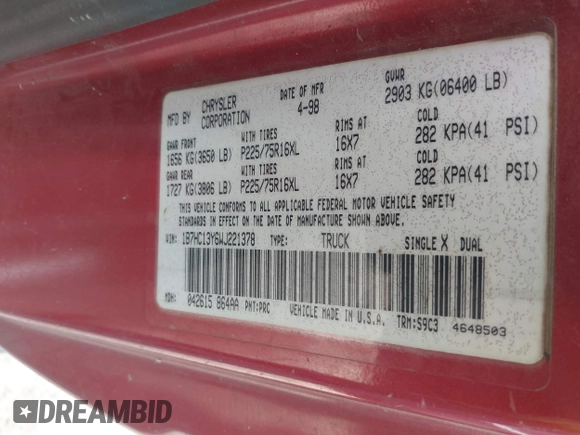 MFD BY CHRYSLER CORPORATION DATE OF MFR 4-98 GVWR 2903 KG(06400 LB)
GWR FRONT WITH TIRES RIMS AT COLD
1656 KG(3650 LB) P225/75R16XL 16X7 282 KPA(41 PSI)
GWR REAR WITH TIRES RIMS AT COLD
1727 KG(3806 LB) P225/75R16XL 16X7 282 KPA(41 PSI)
THIS VEHICLE CONFORMS TO ALL APPLICABLE FEDERAL MOTOR VEHICLE SAFETY
STANDARDS IN EFFECT ON THE DATE OF MANUFACTURE SHOWN ABOVE.
VIN: 1B7HC13Y6WJ221378 TYPE: TRUCK SINGLE X DUAL
MDH: 042615 864AA PNT:PRC VEHICLE MADE IN U.S.A. TRM:S9C3 4648503
DREAMBID